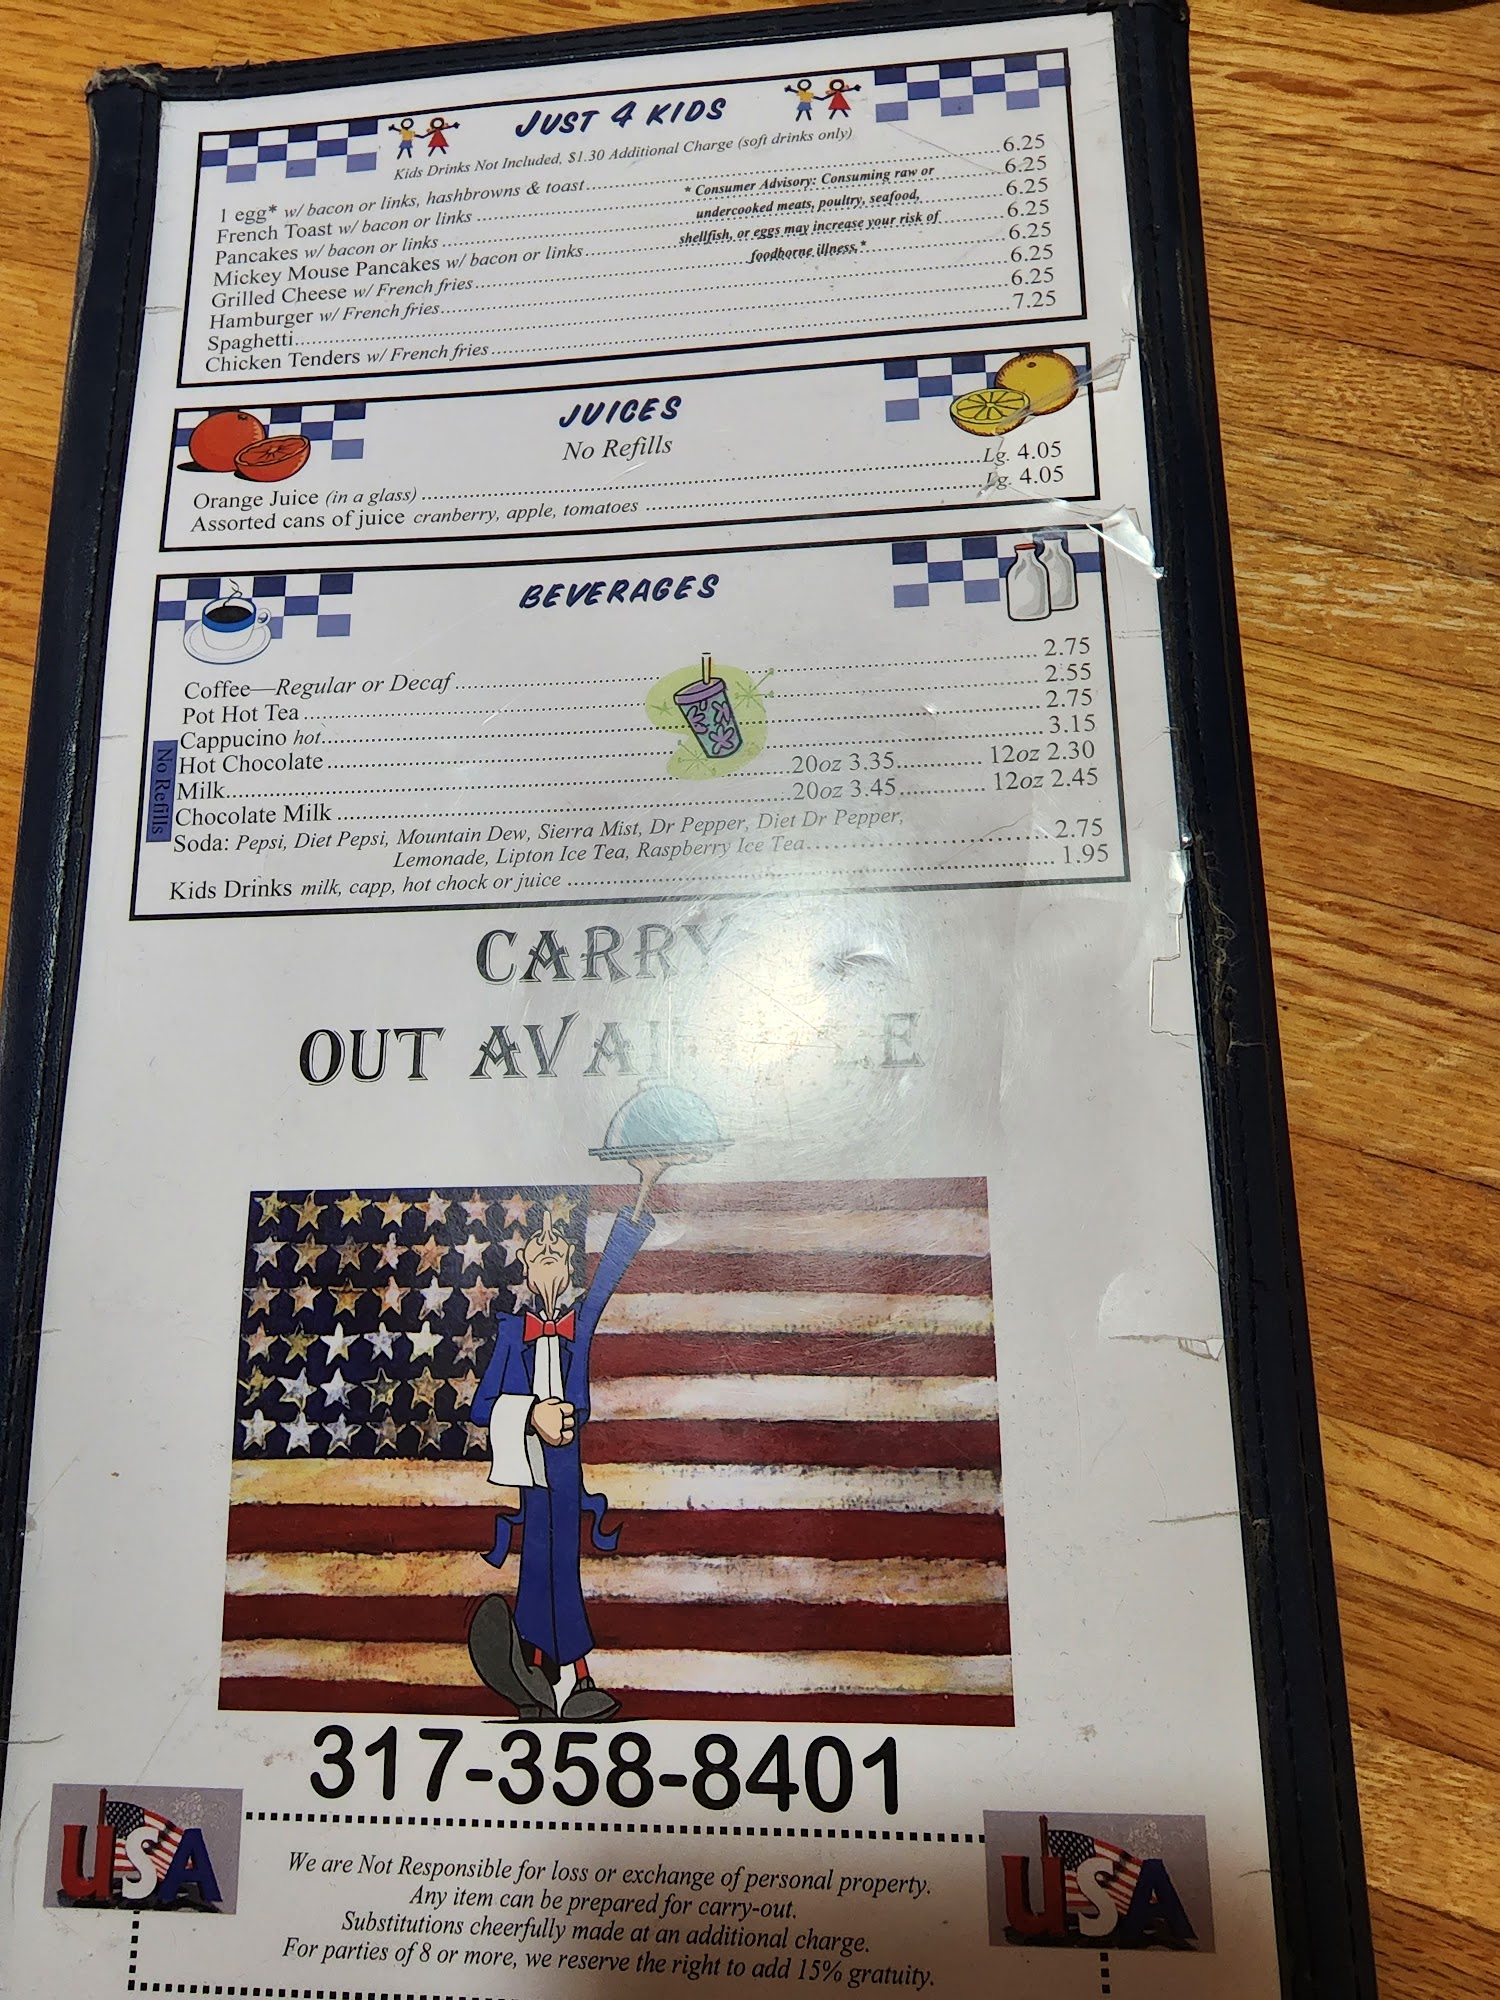 JUST 4 KIDS
Kids Drinks Not Included, $1.30 Additional Charge (soft drinks only)
1 egg* w/ bacon or links, hashbrowns & toast 6.25
French Toast w/ bacon or links 6.25
Pancakes w/ bacon or links 6.25
Mickey Mouse Pancakes w/ bacon or links 6.25
Grilled Cheese w/ French fries 6.25
Hamburger w/ French fries 6.25
Spaghetti 6.25
Chicken Tenders w/ French fries 7.25
* Consumer Advisory: Consuming raw or
undercooked meats, poultry, seafood,
shellfish, or eggs may increase your risk of
foodborne illness.*
JUICES
No Refills
Orange Juice (in a glass) Lg. 4.05
Assorted cans of juice cranberry, apple, tomatoes Lg. 4.05
BEVERAGES
Coffee—Regular or Decaf 2.75
Pot Hot Tea 2.55
Cappucino hot 2.75
Hot Chocolate 3.15
Milk 20oz 3.35 12oz 2.30
Chocolate Milk 20oz 3.45 12oz 2.45
No Refills
Soda: Pepsi, Diet Pepsi, Mountain Dew, Sierra Mist, Dr Pepper, Diet Dr Pepper,
Lemonade, Lipton Ice Tea, Raspberry Ice Tea 2.75
Kids Drinks milk, capp, hot chock or juice 1.95
CARRY
OUT AVAILABLE
317-358-8401
USA
USA
We are Not Responsible for loss or exchange of personal property.
Any item can be prepared for carry-out.
Substitutions cheerfully made at an additional charge.
For parties of 8 or more, we reserve the right to add 15% gratuity.